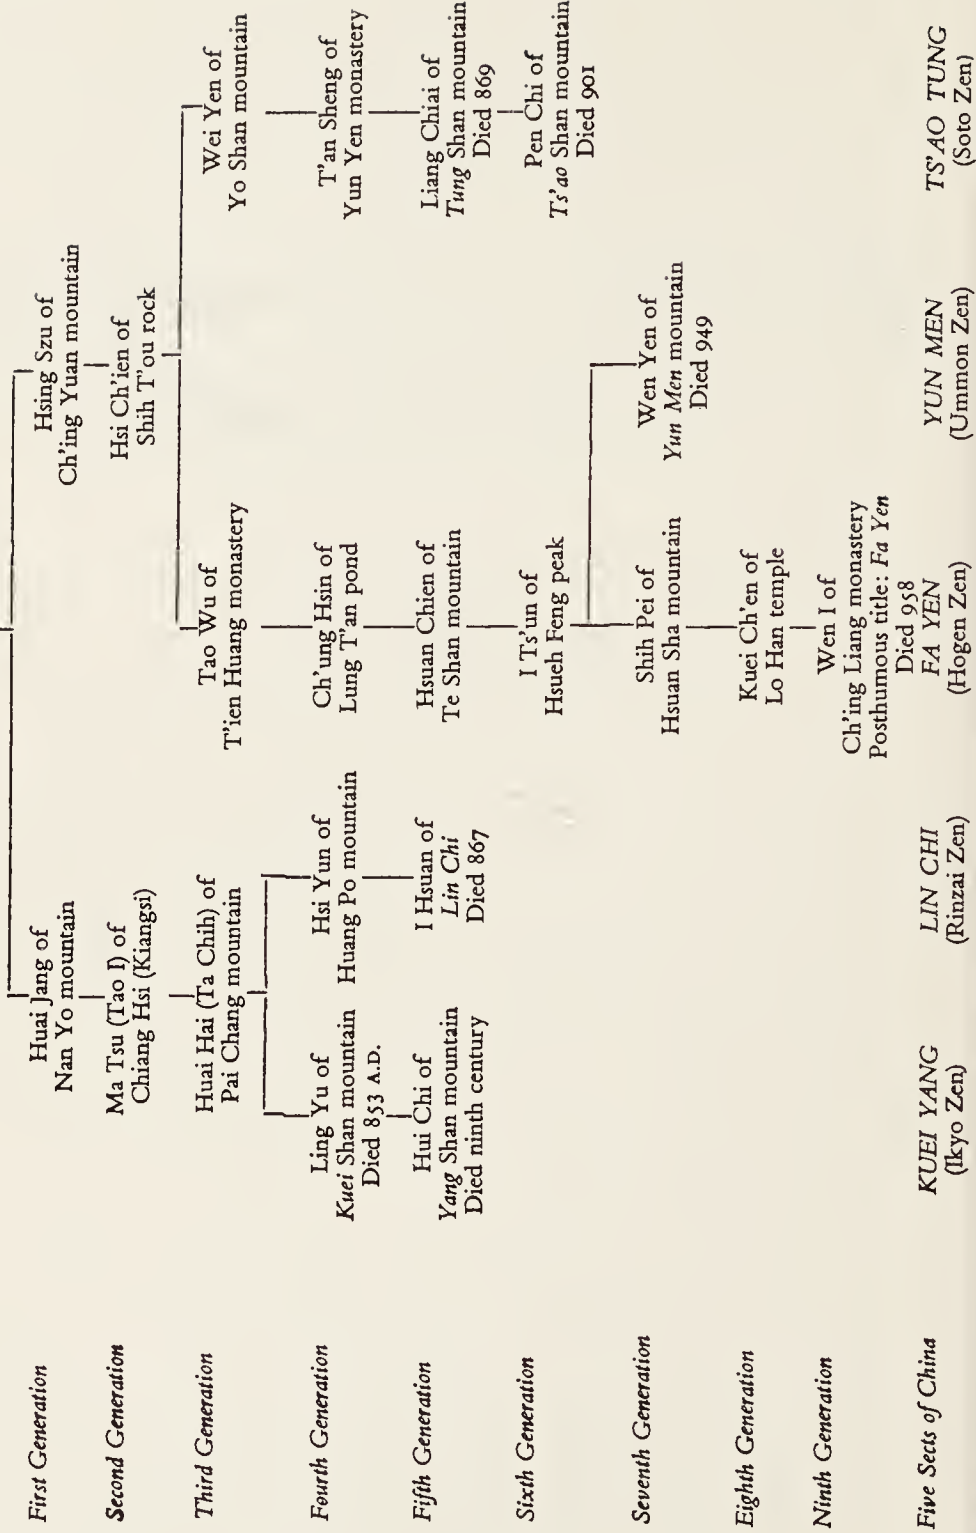 First Generation
Huai Jang of
Nan Yo mountain
Hsing Szu of
Ch'ing Yuan mountain
Second Generation
Ma Tsu (Tao I) of
Chiang Hsi (Kiangsi)
Hsi Ch'ien of
Shih T'ou rock
Third Generation
Huai Hai (Ta Chih) of
Pai Chang mountain
Tao Wu of
T'ien Huang monastery
Wei Yen of
Yo Shan mountain
Fourth Generation
Ling Yu of
Kuei Shan mountain
Died 853 A.D.
Hsi Yun of
Huang Po mountain
Ch'ung Hsin of
Lung T'an pond
T'an Sheng of
Yun Yen monastery
Fifth Generation
Hui Chi of
Yang Shan mountain
Died ninth century
I Hsuan of
Lin Chi
Died 867
Hsuan Chien of
Te Shan mountain
Liang Chiai of
Tung Shan mountain
Died 869
Sixth Generation
I Ts'un of
Hsueh Feng peak
Pen Chi of
Ts'ao Shan mountain
Died 901
Seventh Generation
Shih Pei of
Hsuan Sha mountain
Wen Yen of
Yun Men mountain
Died 949
Eighth Generation
Kuei Ch'en of
Lo Han temple
Ninth Generation
Wen I of
Ch'ing Liang monastery
Posthumous title: Fa Yen
Died 958
Five Sects of China
KUEI YANG
(Ikyo Zen)
LIN CHI
(Rinzai Zen)
FA YEN
(Hogen Zen)
YUN MEN
(Ummon Zen)
TS'AO TUNG
(Soto Zen)